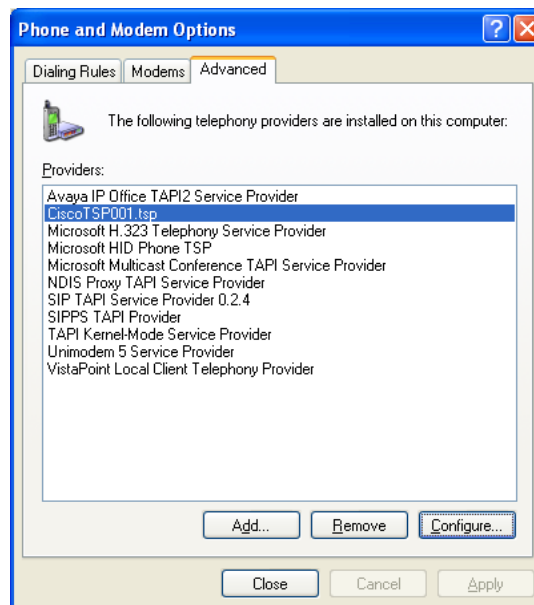 Phone and Modem Options
Dialing Rules Modems Advanced
The following telephony providers are installed on this computer:
Providers:
Avaya IP Office TAPI2 Service Provider
CiscoTSP001.tsp
Microsoft H.323 Telephony Service Provider
Microsoft HID Phone TSP
Microsoft Multicast Conference TAPI Service Provider
NDIS Proxy TAPI Service Provider
SIP TAPI Service Provider 0.2.4
SIPPS TAPI Provider
TAPI Kernel-Mode Service Provider
Unimodem 5 Service Provider
VistaPoint Local Client Telephony Provider
Add... Remove Configure...
Close Cancel Apply